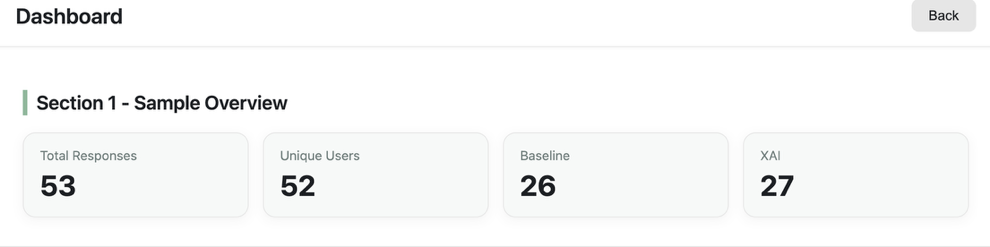 Dashboard
Back
Section 1 - Sample Overview
Total Responses
53
Unique Users
52
Baseline
26
XAI
27